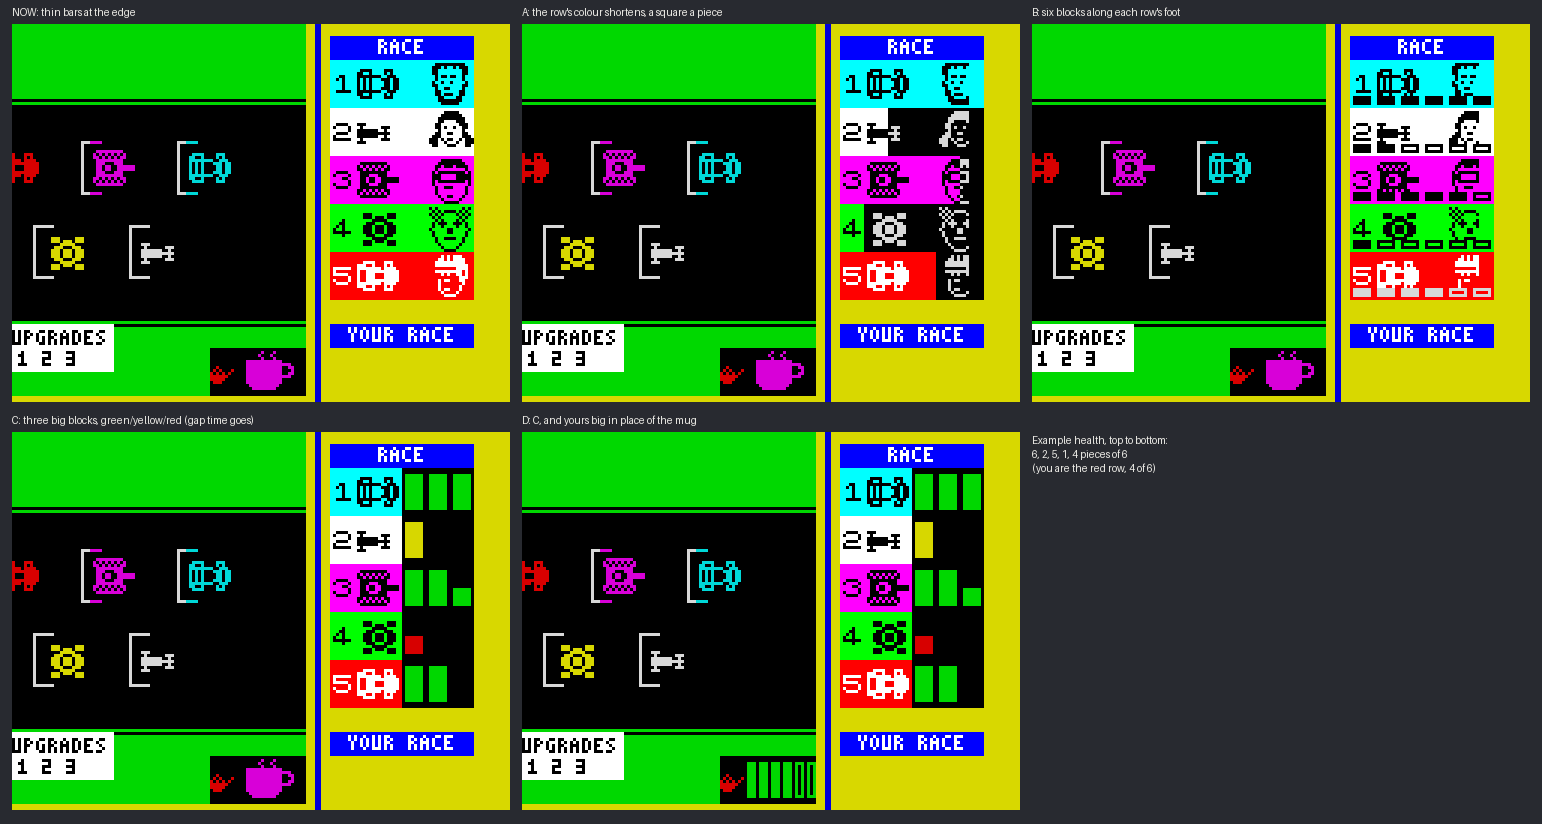 NOW: thin bars at the edge
RACE
1
2
3
4
5
UPGRADES
1 2 3
YOUR RACE
A: the row's colour shortens, a square a piece
RACE
1
2
3
4
5
UPGRADES
1 2 3
YOUR RACE
B: six blocks along each row's foot
RACE
1
2
3
4
5
UPGRADES
1 2 3
YOUR RACE
C: three big blocks, green/yellow/red (gap time goes)
RACE
1
2
3
4
5
UPGRADES
1 2 3
YOUR RACE
D: C, and yours big in place of the mug
RACE
1
2
3
4
5
UPGRADES
1 2 3
YOUR RACE
Example health, top to bottom:
6, 2, 5, 1, 4 pieces of 6
(you are the red row, 4 of 6)